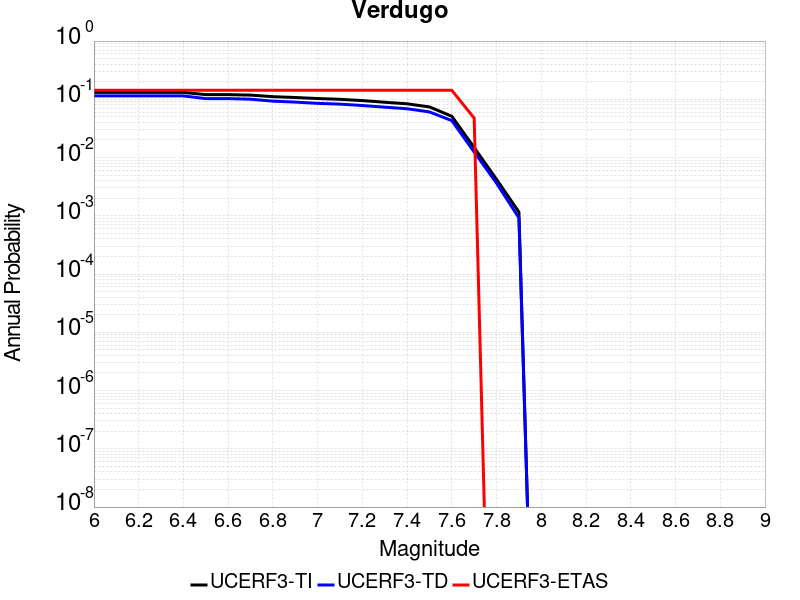 Verdugo
10^0
10^-1
10^-2
10^-3
10^-4
10^-5
10^-6
10^-7
10^-8
Annual Probability
6 6.2 6.4 6.6 6.8 7 7.2 7.4 7.6 7.8 8 8.2 8.4 8.6 8.8 9
Magnitude
UCERF3-TI UCERF3-TD UCERF3-ETAS